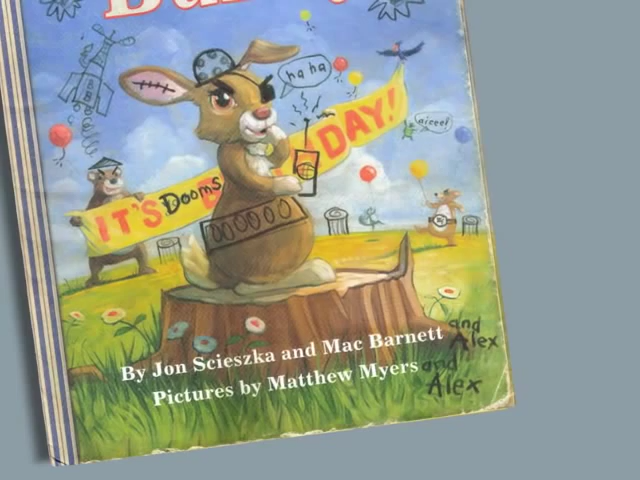 ha ha
niceee!
IT'S Dooms DAY!
By Jon Scieszka and Mac Barnett and Alex
Pictures by Matthew Myers and Alex